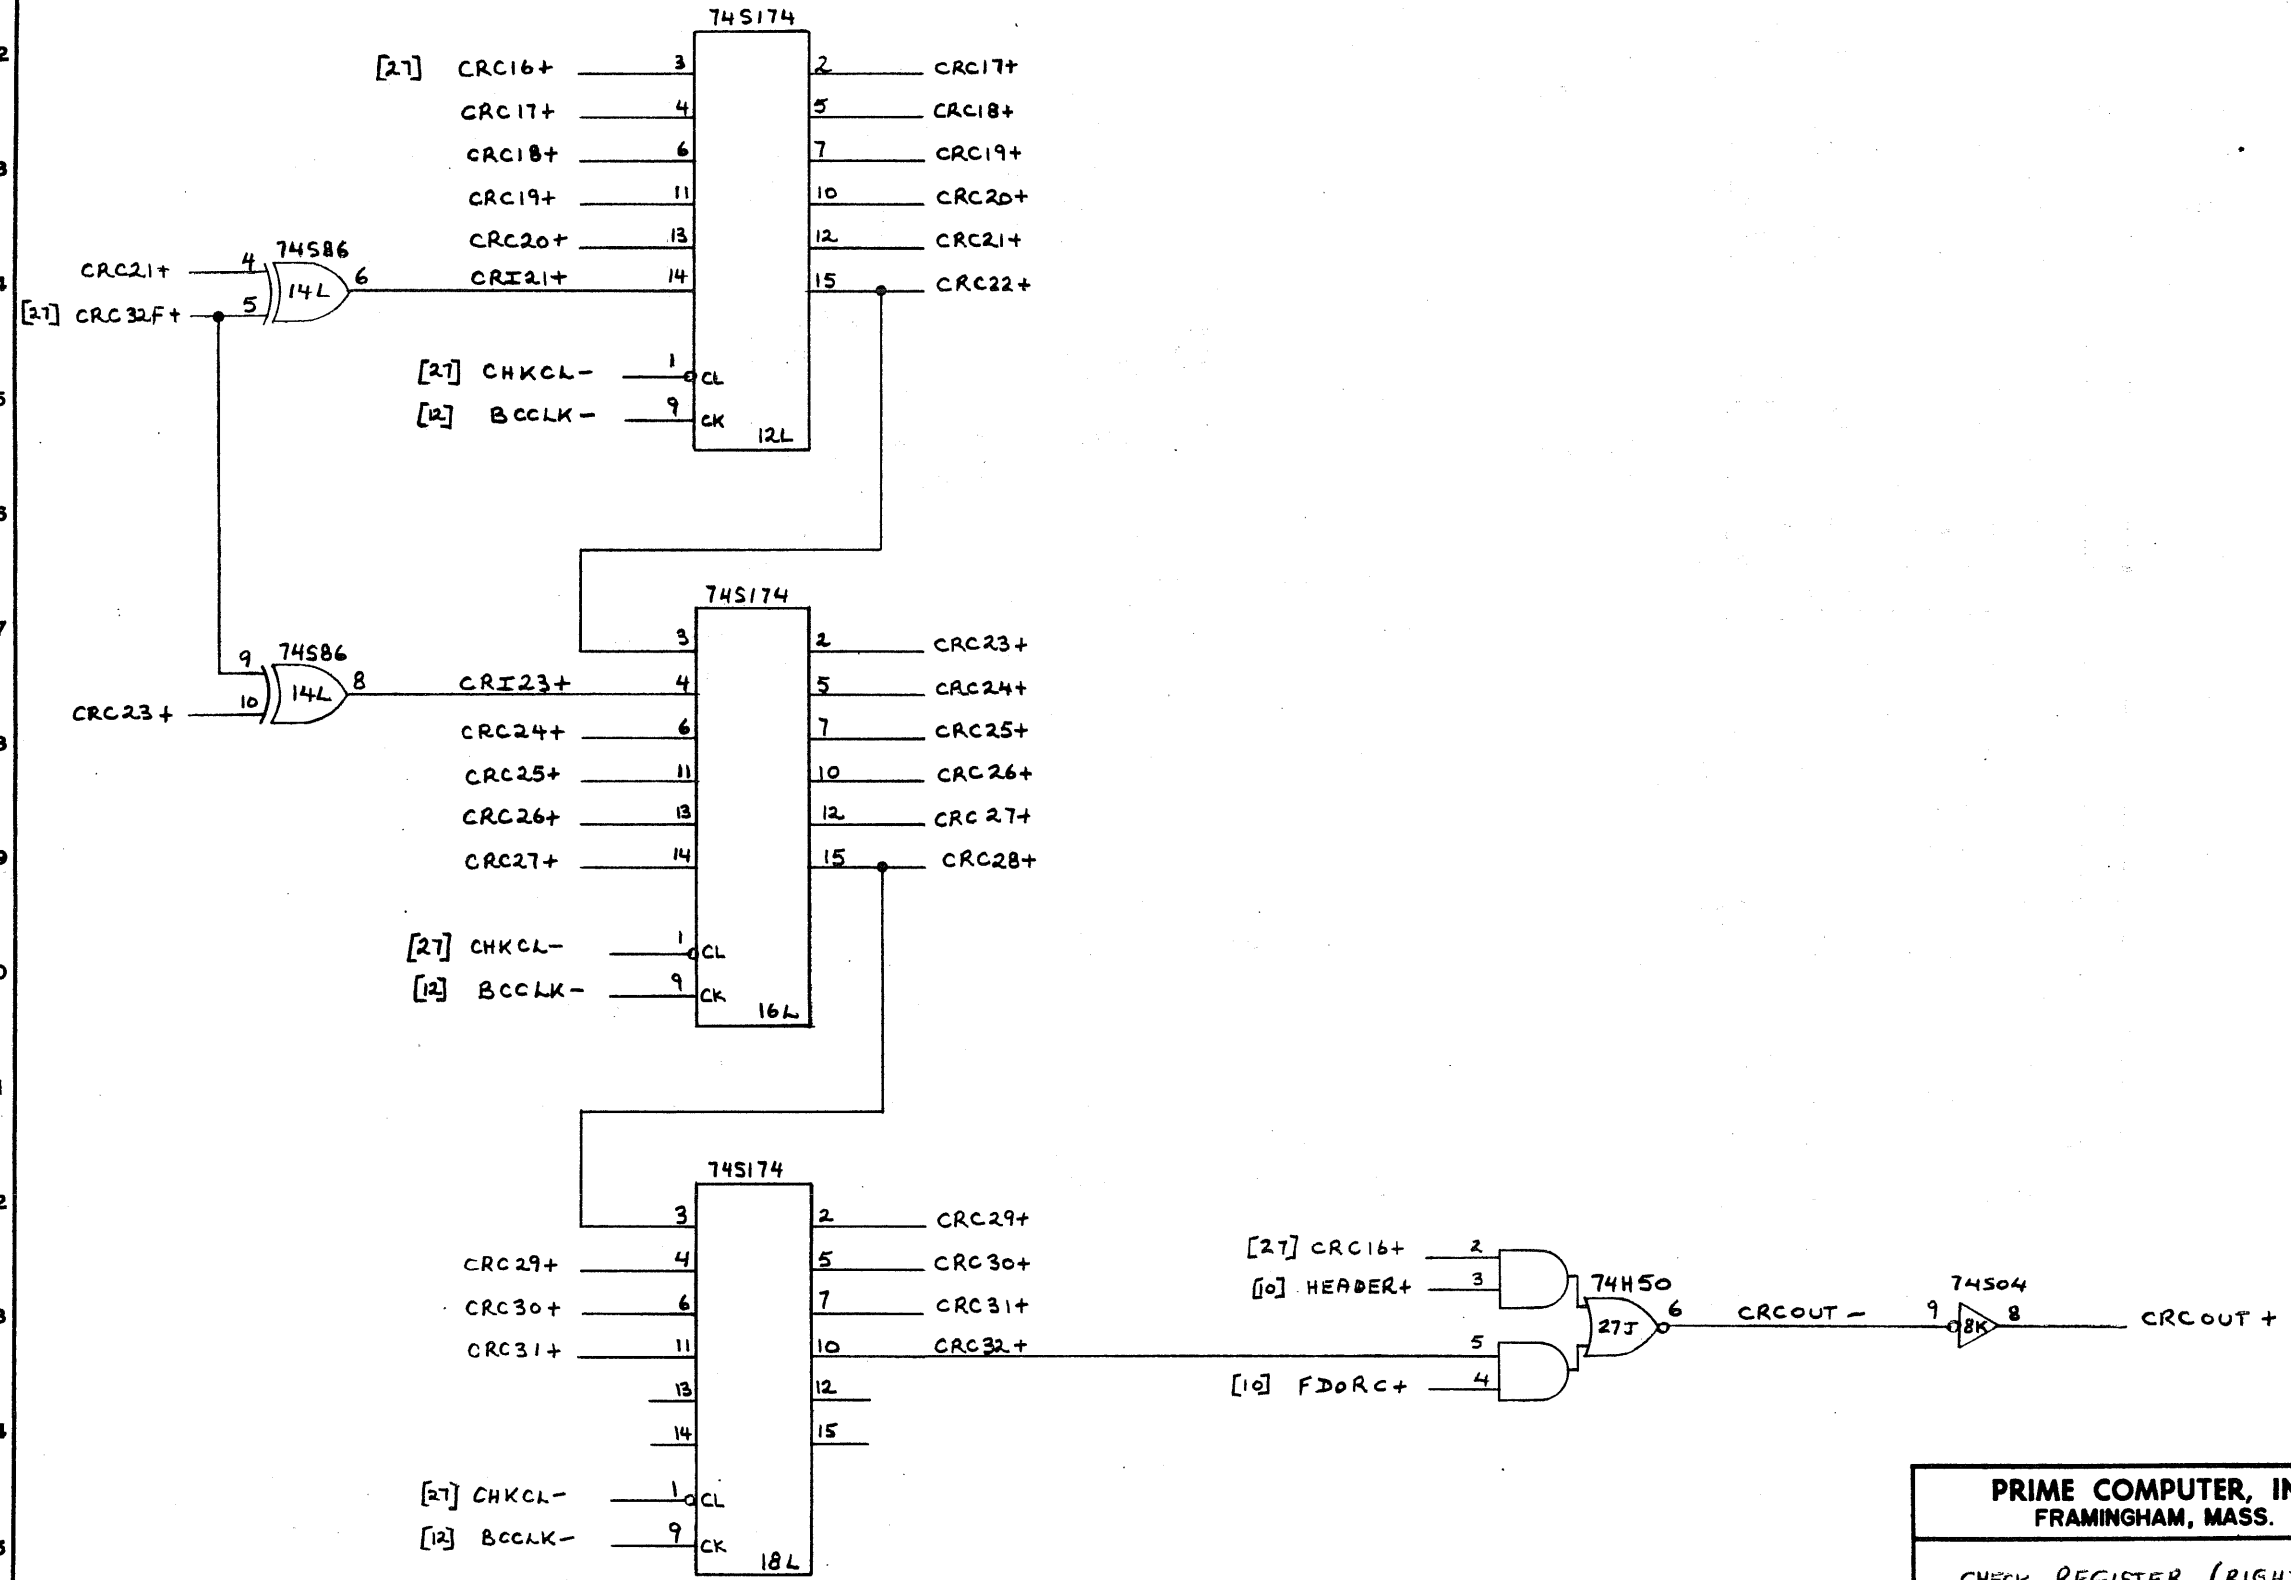 74S174
[27] CRC16+ 3 2 CRC17+
CRC17+ 4 5 CRC18+
CRC18+ 6 7 CRC19+
CRC19+ 11 10 CRC20+
CRC20+ 13 12 CRC21+
CRC21+ 4 74S86 14L 6 CRI21+ 14 15 CRC22+
[27] CRC32F+ 5
[27] CHKCL- 1 CL
[12] BCCLK- 9 CK
12L
74S174
3 2 CRC23+
9 74S86 14L 8 CRI23+ 4 5 CRC24+
CRC23+ 10
CRC24+ 6 7 CRC25+
CRC25+ 11 10 CRC26+
CRC26+ 13 12 CRC27+
CRC27+ 14 15 CRC28+
[27] CHKCL- 1 CL
[12] BCCLK- 9 CK
16L
74S174
3 2 CRC29+
CRC29+ 4 5 CRC30+
CRC30+ 6 7 CRC31+
CRC31+ 11 10 CRC32+
13 12
14 15
[27] CHKCL- 1 CL
[12] BCCLK- 9 CK
18L
[27] CRC16+ 2
[10] HEADER+ 3
5
[10] FDORC+ 4
74H50
27J 6 CRCOUT-
74S04
9 8K 8 CRCOUT+
PRIME COMPUTER,
FRAMINGHAM, MASS.
CHECK REGISTER